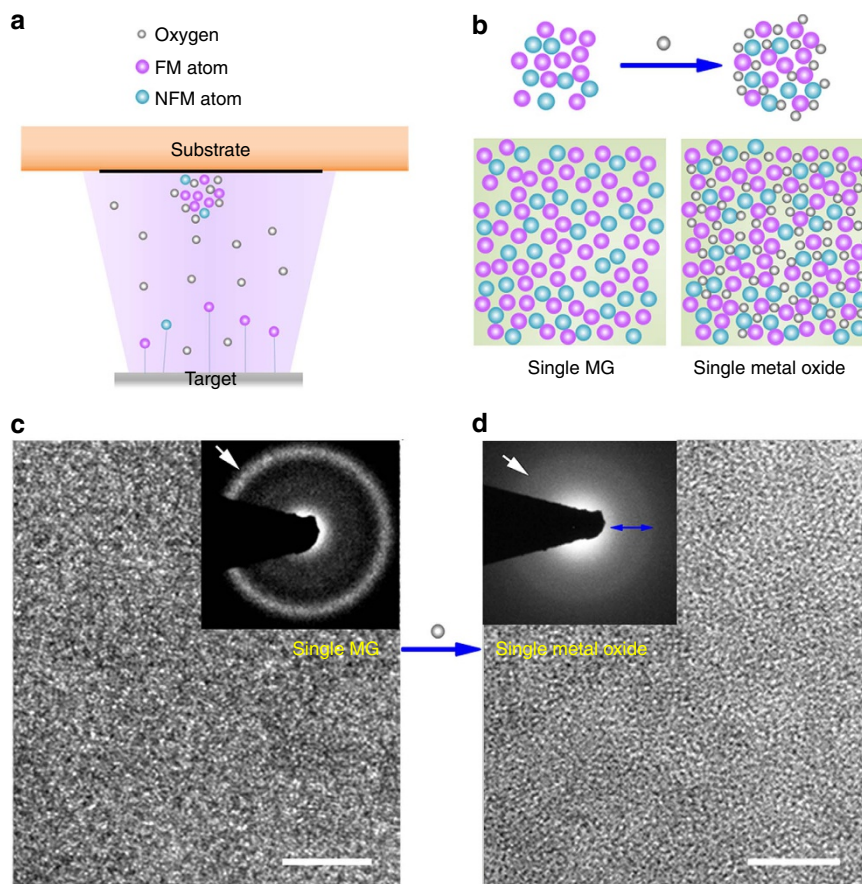 a
Oxygen
FM atom
NFM atom
Substrate
Target
b
Single MG
Single metal oxide
c
Single MG
d
Single metal oxide